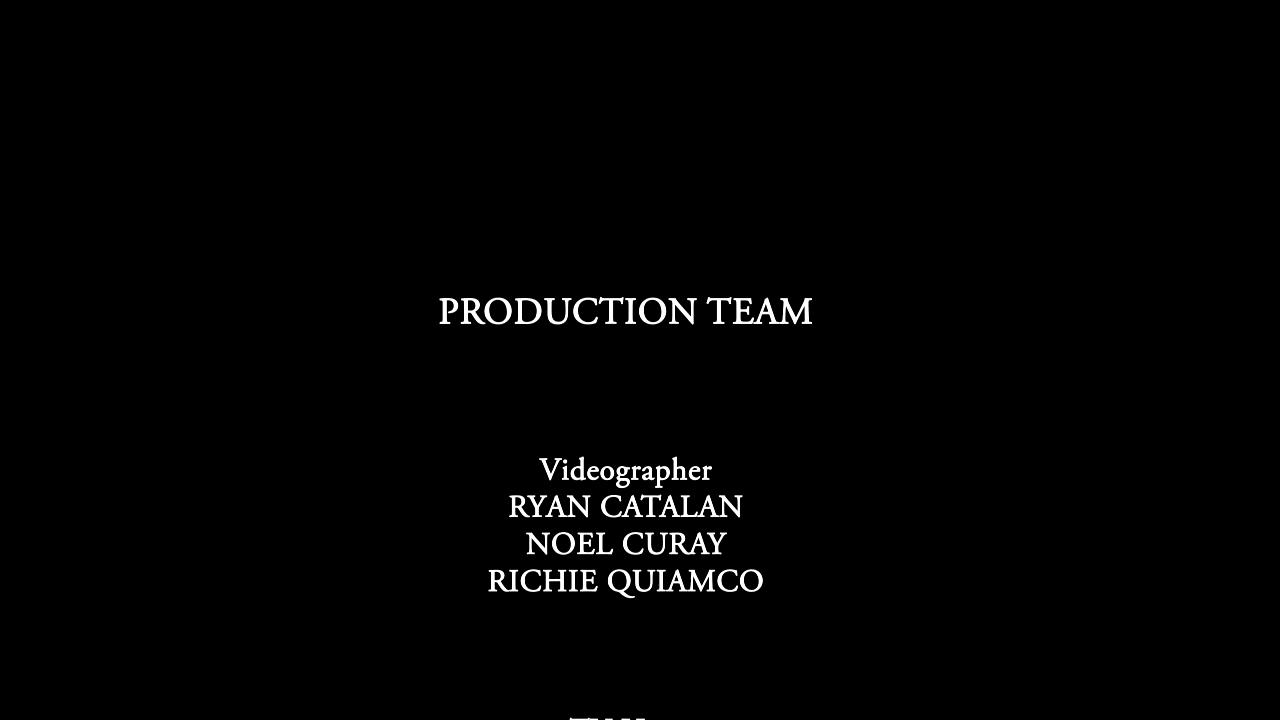 PRODUCTION TEAM
Videographer
RYAN CATALAN
NOEL CURAY
RICHIE QUIAMCO